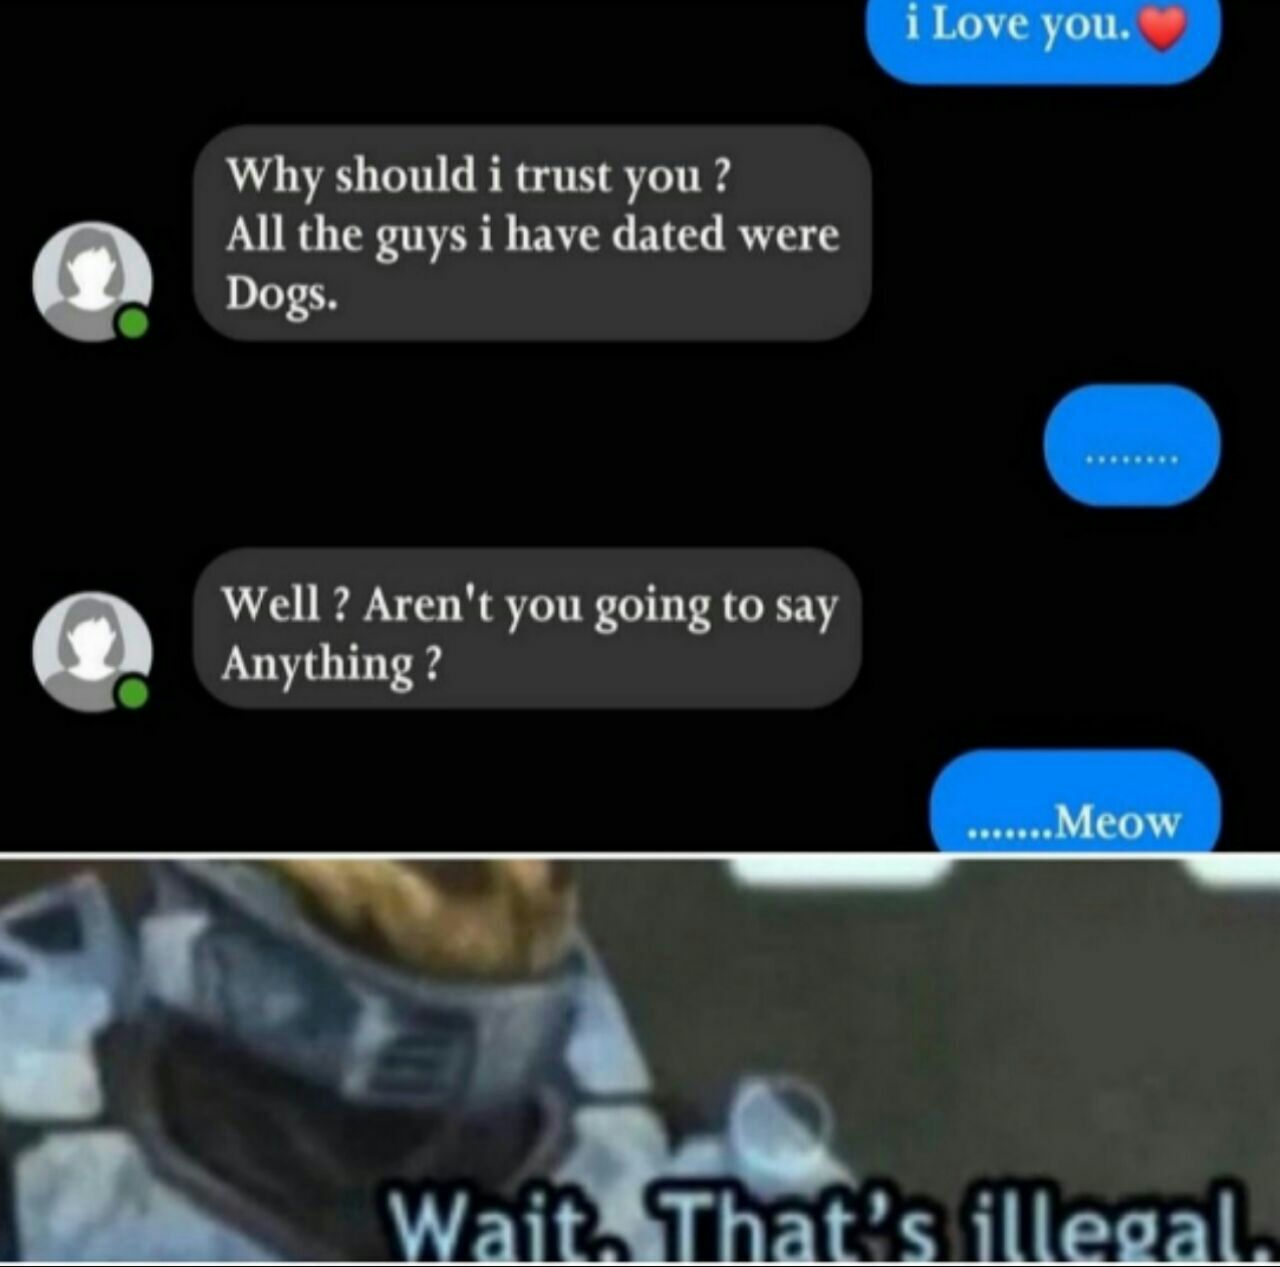 i Love you.❤️
Why should i trust you ?
All the guys i have dated were
Dogs.
........
Well ? Aren't you going to say
Anything ?
.......Meow
Wait. That's illegal.